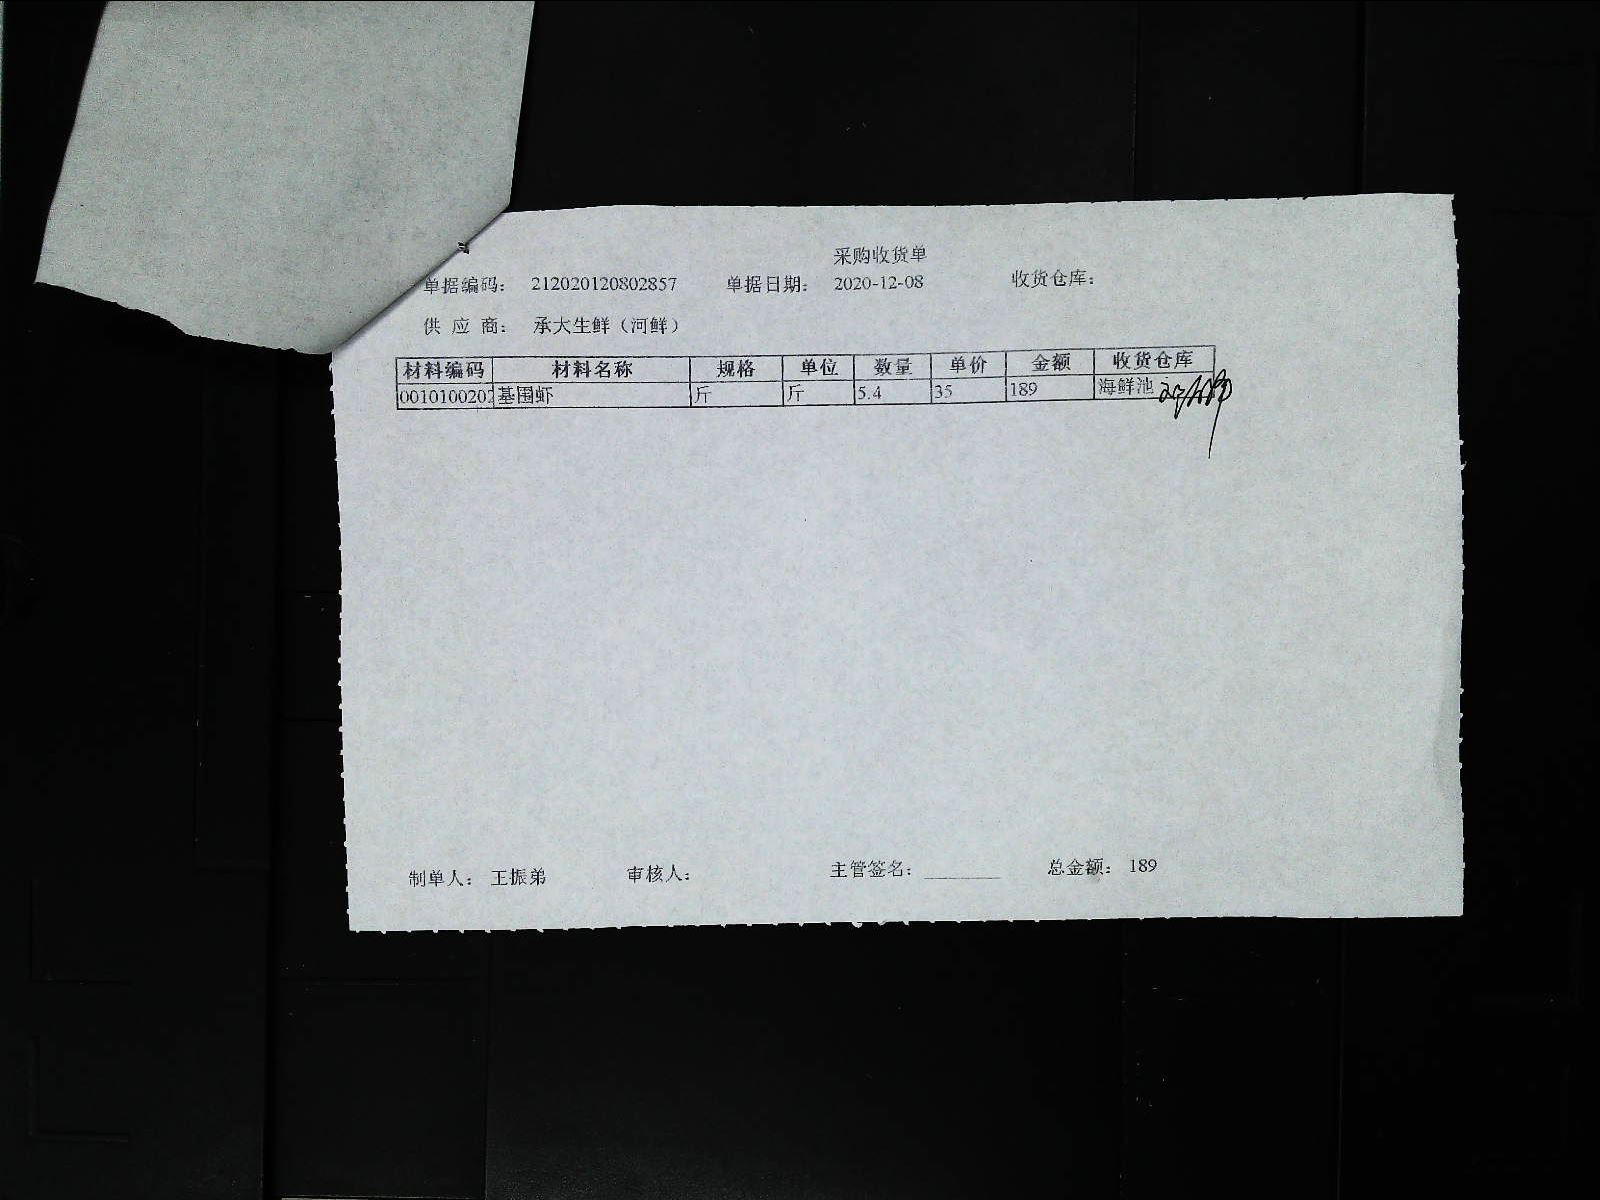 采购收货单
单据编码： 212020120802857 单据日期： 2020-12-08 收货仓库：
供 应 商： 承大生鲜（河鲜）
材料编码 材料名称 规格 单位 数量 单价 金额 收货仓库
0010100202 基围虾 斤 斤 5.4 35 189 海鲜池
制单人： 王振弟 审核人： 主管签名：________ 总金额： 189